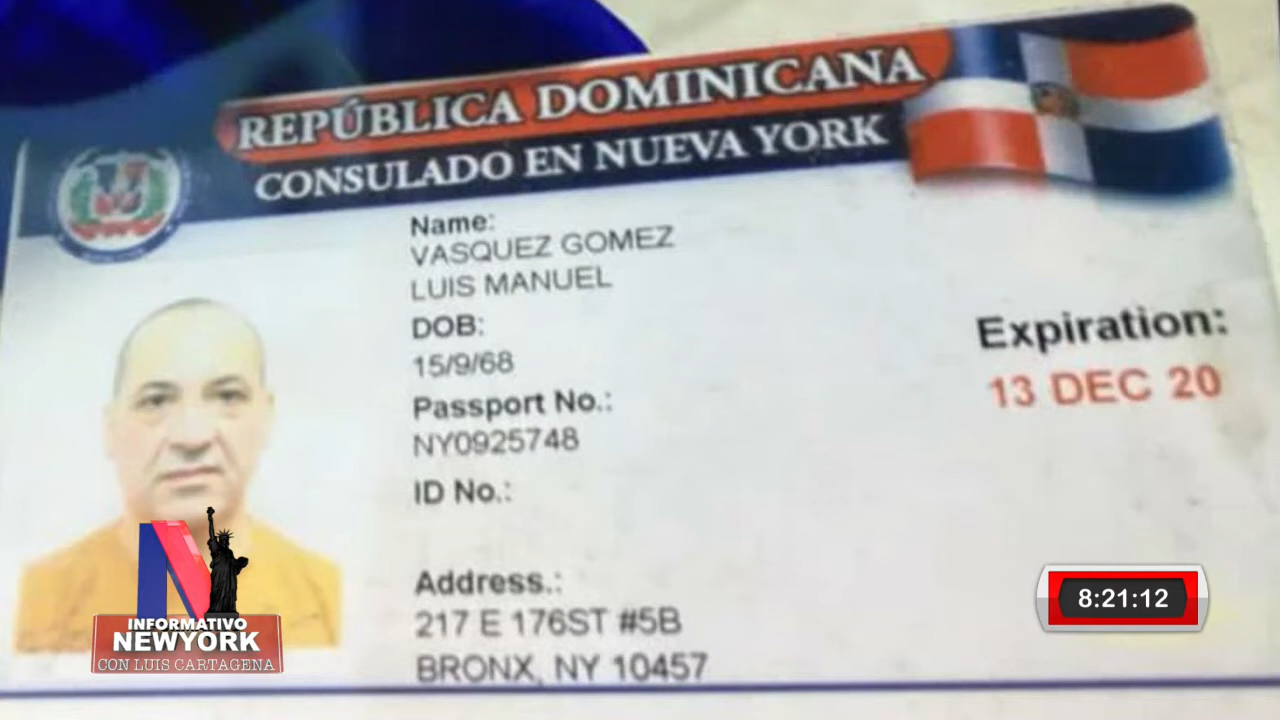 REPÚBLICA DOMINICANA
CONSULADO EN NUEVA YORK
Name:
VASQUEZ GOMEZ
LUIS MANUEL
DOB:
15/9/68
Passport No.:
NY0925748
ID No.:
Address.:
217 E 176ST #5B
BRONX, NY 10457
Expiration:
13 DEC 20
N
INFORMATIVO
NEWYORK
CON LUIS CARTAGENA
8:21:12